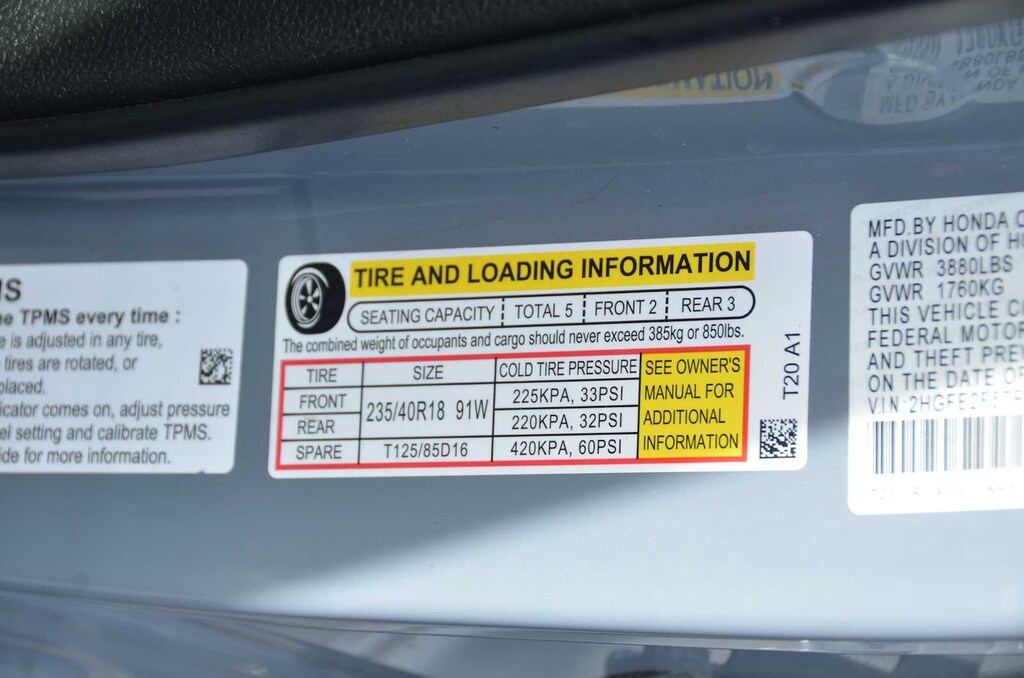 e TPMS every time :
e is adjusted in any tire,
tires are rotated, or
placed.
icator comes on, adjust pressure
el setting and calibrate TPMS.
de for more information.
TIRE AND LOADING INFORMATION
SEATING CAPACITY TOTAL 5 FRONT 2 REAR 3
The combined weight of occupants and cargo should never exceed 385kg or 850lbs.
TIRE SIZE COLD TIRE PRESSURE
FRONT 235/40R18 91W 225KPA, 33PSI
REAR 220KPA, 32PSI
SPARE T125/85D16 420KPA, 60PSI
SEE OWNER'S
MANUAL FOR
ADDITIONAL
INFORMATION
T20 A1
MFD.BY HONDA
A DIVISION OF
GVWR 3880LBS
GVWR 1760KG
THIS VEHICLE
FEDERAL MOTOR
AND THEFT
ON THE DATE OF
V.I.N.: